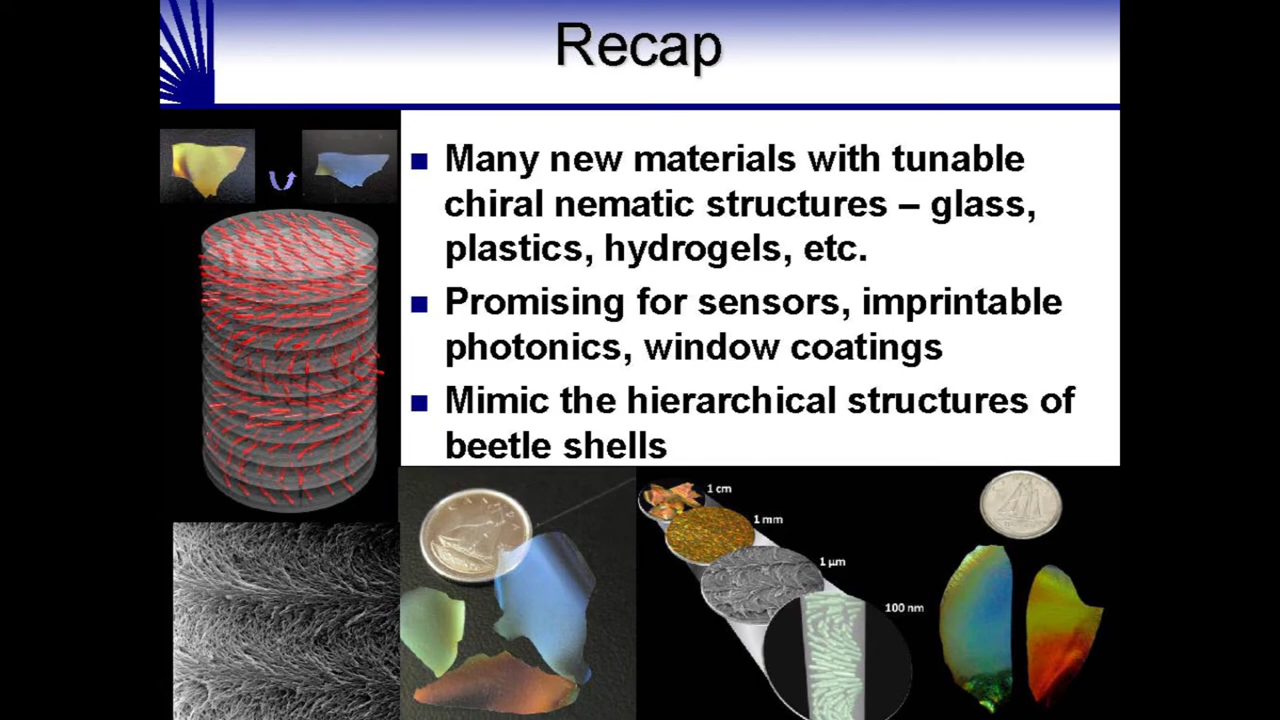 Recap
Many new materials with tunable
chiral nematic structures – glass,
plastics, hydrogels, etc.
Promising for sensors, imprintable
photonics, window coatings
Mimic the hierarchical structures of
beetle shells
1 cm
1 mm
1 µm
100 nm